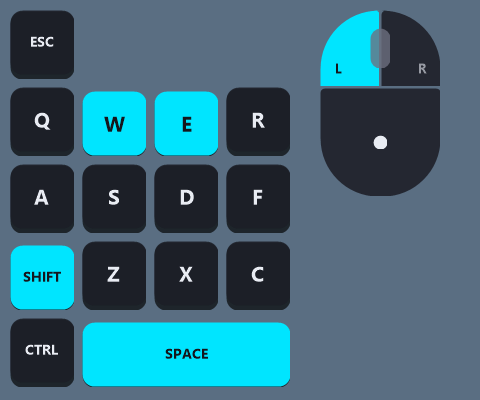 ESC
L R
Q W E R
A S D F
SHIFT Z X C
CTRL SPACE